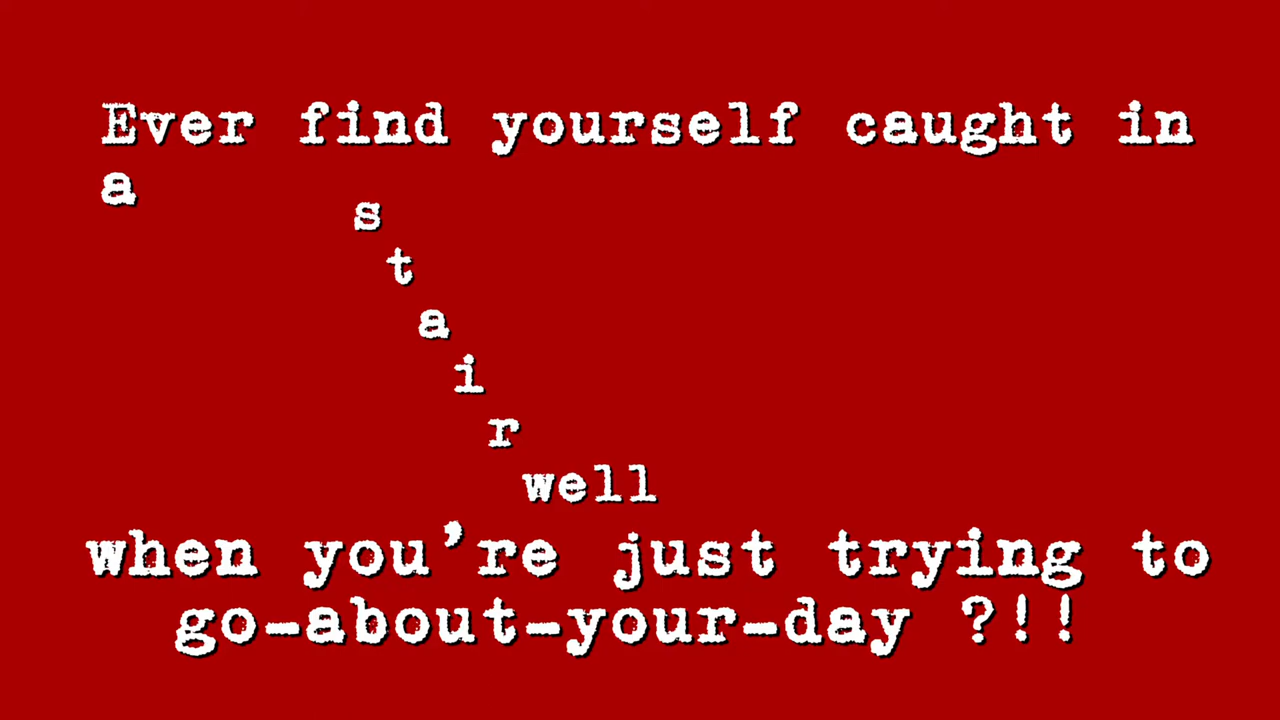 Ever find yourself caught in
a
s
t
a
i
r
well
when you're just trying to
go-about-your-day ?!!